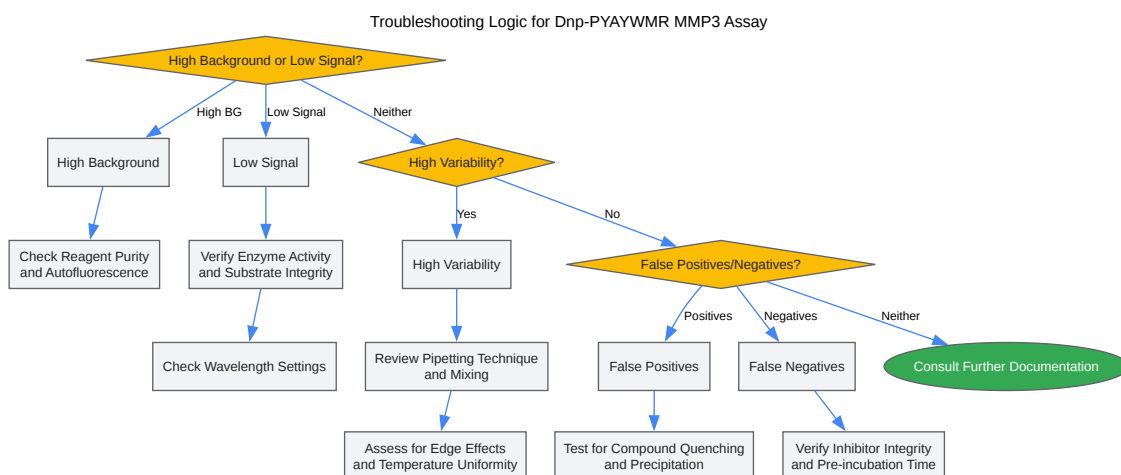 Troubleshooting Logic for Dnp-PYAYWMR MMP3 Assay
High Background or Low Signal?
High BG
Low Signal
Neither
High Background
Low Signal
High Variability?
Yes
No
Check Reagent Purity
and Autofluorescence
Verify Enzyme Activity
and Substrate Integrity
High Variability
False Positives/Negatives?
Positives
Negatives
Neither
Check Wavelength Settings
Review Pipetting Technique
and Mixing
False Positives
False Negatives
Consult Further Documentation
Assess for Edge Effects
and Temperature Uniformity
Test for Compound Quenching
and Precipitation
Verify Inhibitor Integrity
and Pre-incubation Time